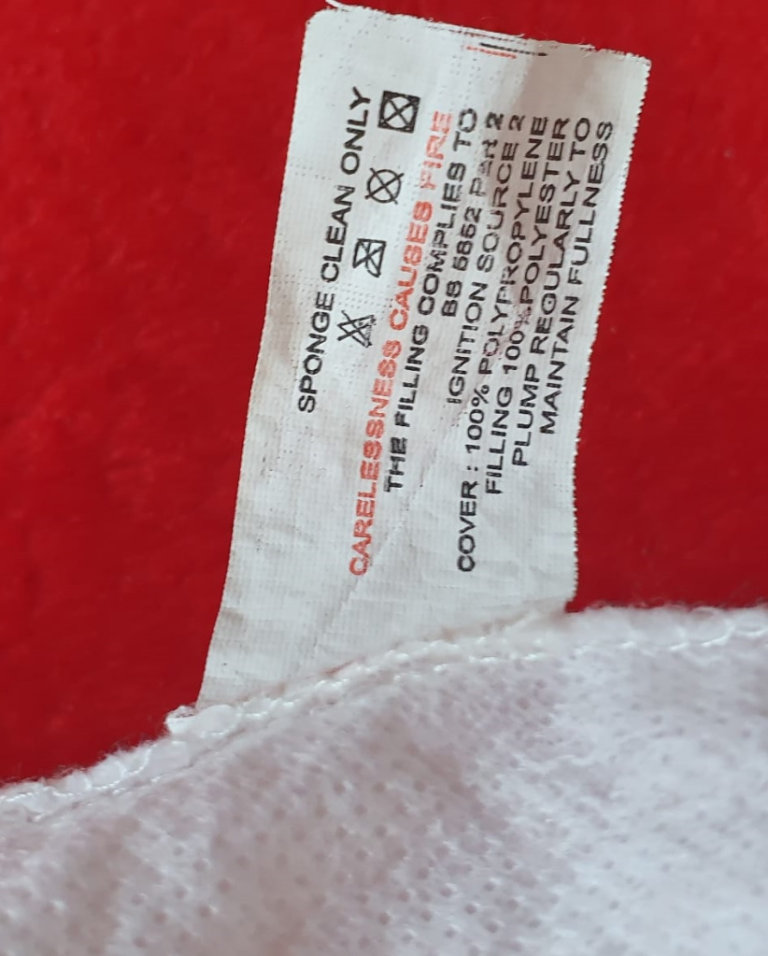 SPONGE CLEAN ONLY
CARELESSNESS CAUSES FIRE
THE FILLING COMPLIES TO
BS 5852 PART 2
IGNITION SOURCE 2
COVER : 100% POLYPROPYLENE
FILLING 100% POLYESTER
PLUMP REGULARLY TO
MAINTAIN FULLNESS